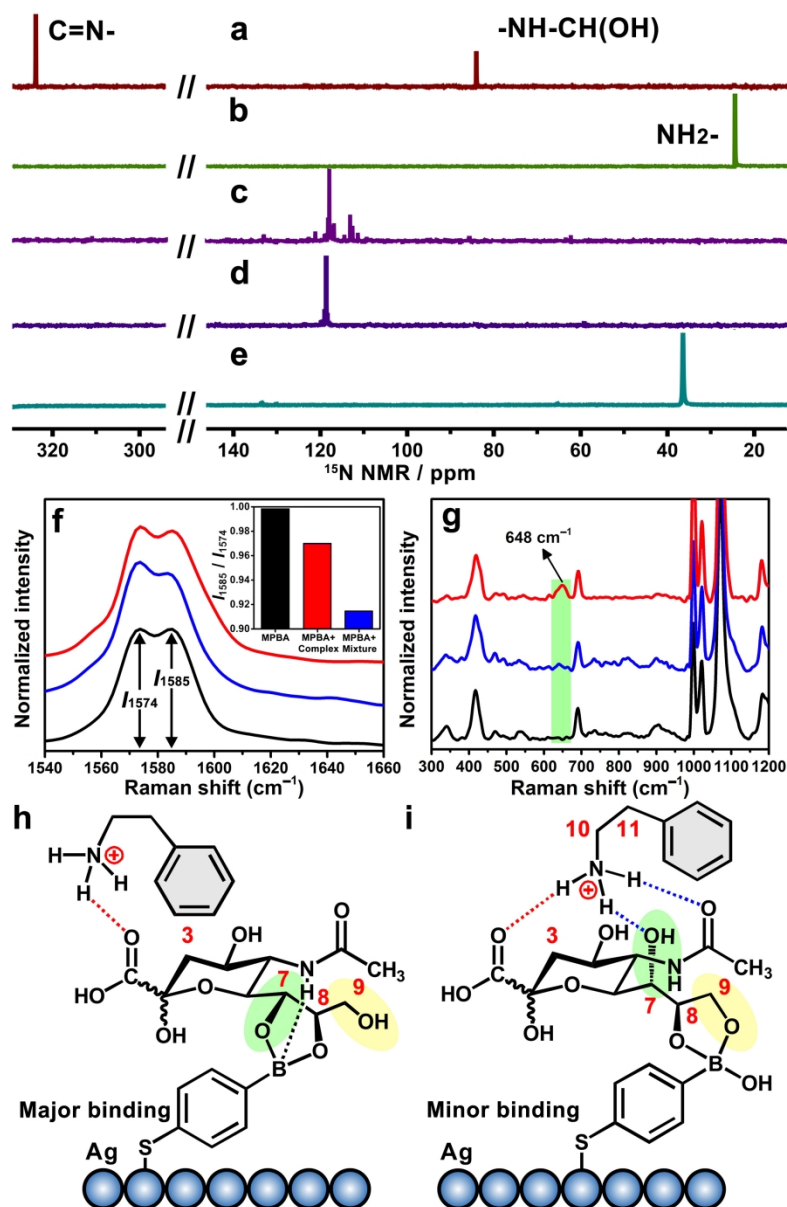 C=N-
a
-NH-CH(OH)
b
NH2-
c
d
e
320 300 140 120 100 80 60 40 20
15N NMR / ppm
f
Normalized intensity
I1574
I1585
I1585 / I1574
1.00
0.98
0.96
0.94
0.92
0.90
MPBA
MPBA+
Complex
MPBA+
Mixture
1540 1560 1580 1600 1620 1640 1660
Raman shift (cm−1)
g
Normalized intensity
648 cm−1
300 400 500 600 700 800 900 1000 1100 1200
Raman shift (cm−1)
h
H
H N +
H
O
3
OH
O
HO
O
OH
7
N
H
CH3
8
9
OH
O
O
B
Major binding
S
Ag
i
10
11
N
H H
+ H
O
3
HO
OH
O
HO
O
OH
N
H
CH3
7
8
9
O
O
B
OH
Minor binding
S
Ag